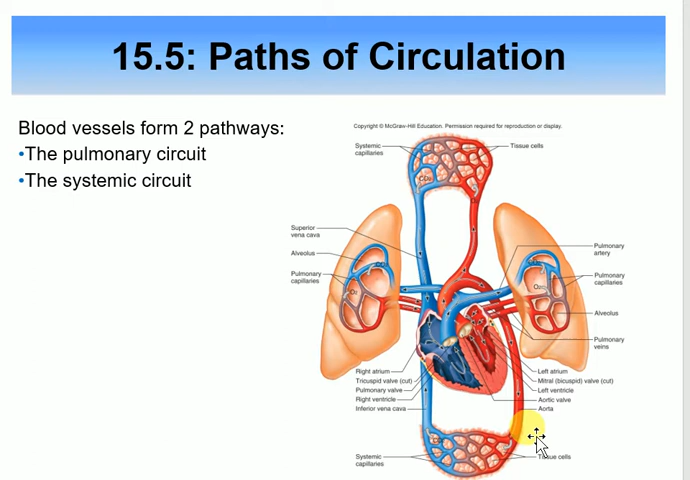 15.5: Paths of Circulation
Blood vessels form 2 pathways:
•The pulmonary circuit
•The systemic circuit
Copyright © McGraw-Hill Education. Permission required for reproduction or display.
Systemic
capillaries
Tissue cells
CO₂
Superior
vena cava
Alveolus
Pulmonary
capillaries
O₂
Pulmonary
artery
Pulmonary
capillaries
Alveolus
Pulmonary
veins
Right atrium
Tricuspid valve (cut)
Pulmonary valve
Right ventricle
Inferior vena cava
Left atrium
Mitral (bicuspid) valve (cut)
Left ventricle
Aortic valve
Aorta
Systemic
capillaries
cells